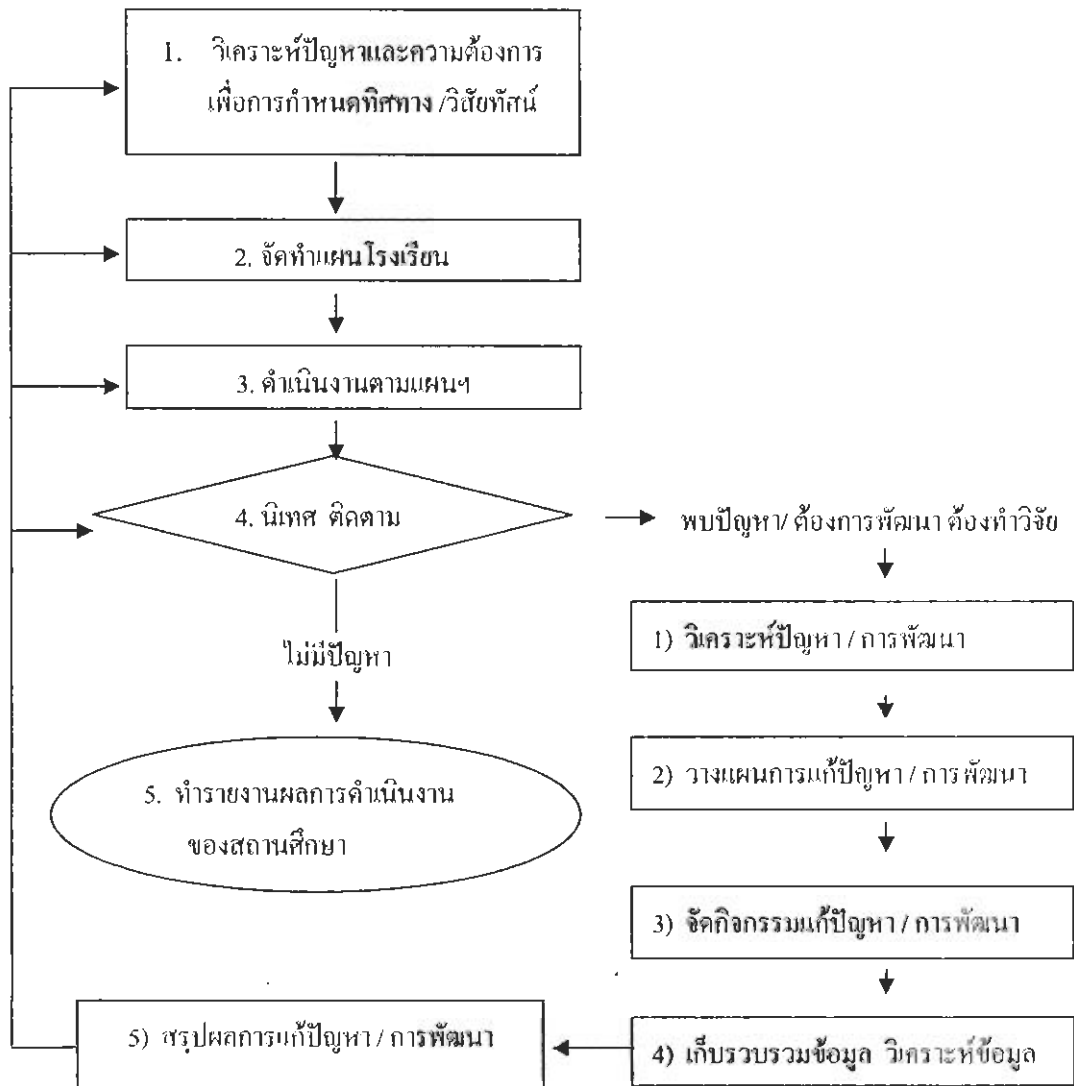 1. วิเคราะห์ปัญหาและความต้องการ
เพื่อการกำหนดทิศทาง /วิสัยทัศน์
2. จัดทำแผนโรงเรียน
3. ดำเนินงานตามแผนฯ
4. นิเทศ ติดตาม
พบปัญหา/ ต้องการพัฒนา ต้องทำวิจัย
ไม่มีปัญหา
5. ทำรายงานผลการดำเนินงาน
ของสถานศึกษา
1) วิเคราะห์ปัญหา / การพัฒนา
2) วางแผนการแก้ปัญหา / การพัฒนา
3) จัดกิจกรรมแก้ปัญหา / การพัฒนา
4) เก็บรวบรวมข้อมูล วิเคราะห์ข้อมูล
5) สรุปผลการแก้ปัญหา / การพัฒนา